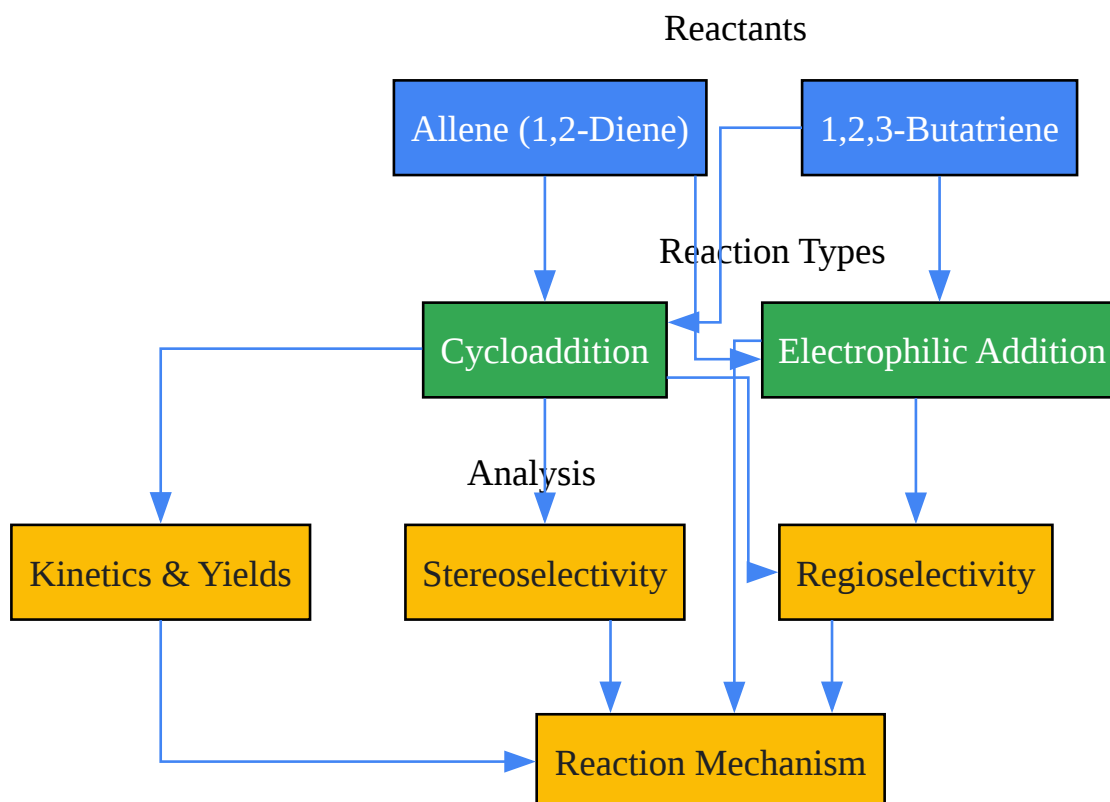 Reactants
Allene (1,2-Diene)
1,2,3-Butatriene
Reaction Types
Cycloaddition
Electrophilic Addition
Analysis
Kinetics & Yields
Stereoselectivity
Regioselectivity
Reaction Mechanism